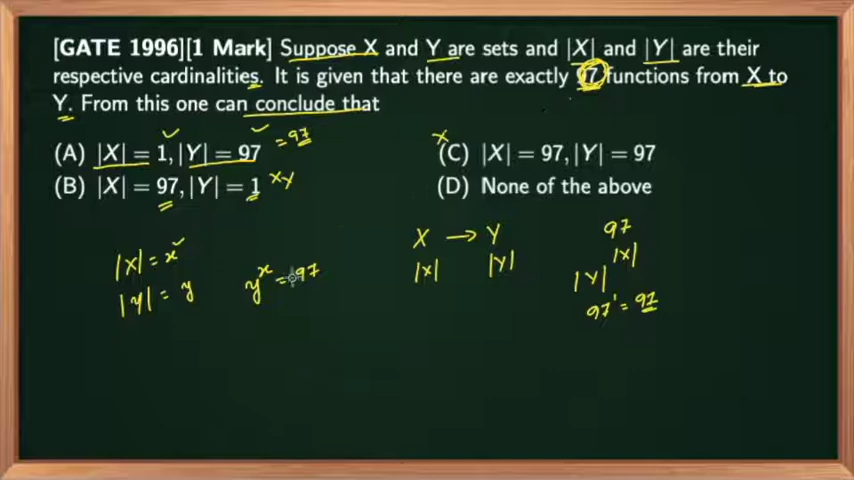 [GATE 1996][1 Mark] Suppose X and Y are sets and |X| and |Y| are their
respective cardinalities. It is given that there are exactly 97 functions from X to
Y. From this one can conclude that
(A) |X| = 1, |Y| = 97 = 97
(B) |X| = 97, |Y| = 1 xy
(C) |X| = 97, |Y| = 97
(D) None of the above
|X| = x
|Y| = y
y^x = 97
X → Y
|X| |Y|
97
|Y|^|X|
97^1 = 97